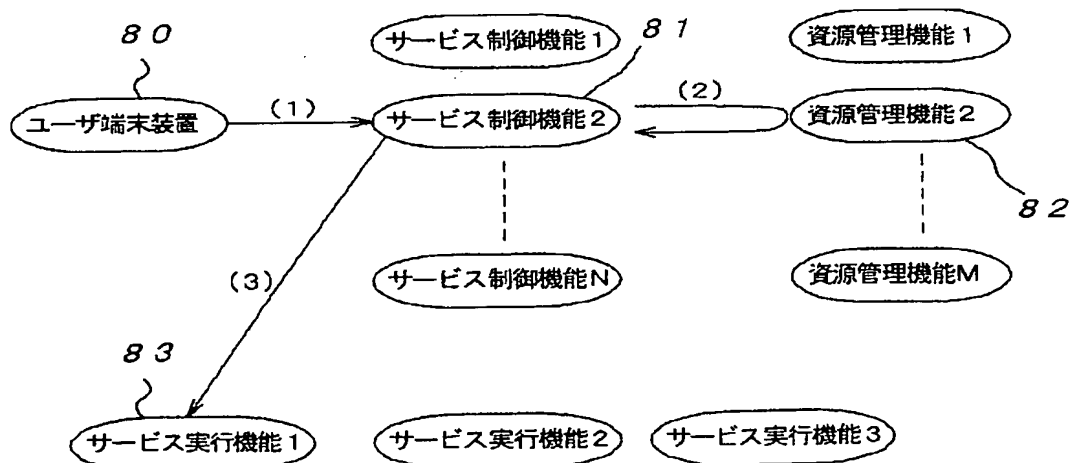 80
サービス制御機能1
81
資源管理機能1
ユーザ端末装置
(1)
サービス制御機能2
(2)
資源管理機能2
82
(3)
サービス制御機能N
資源管理機能M
83
サービス実行機能1
サービス実行機能2
サービス実行機能3